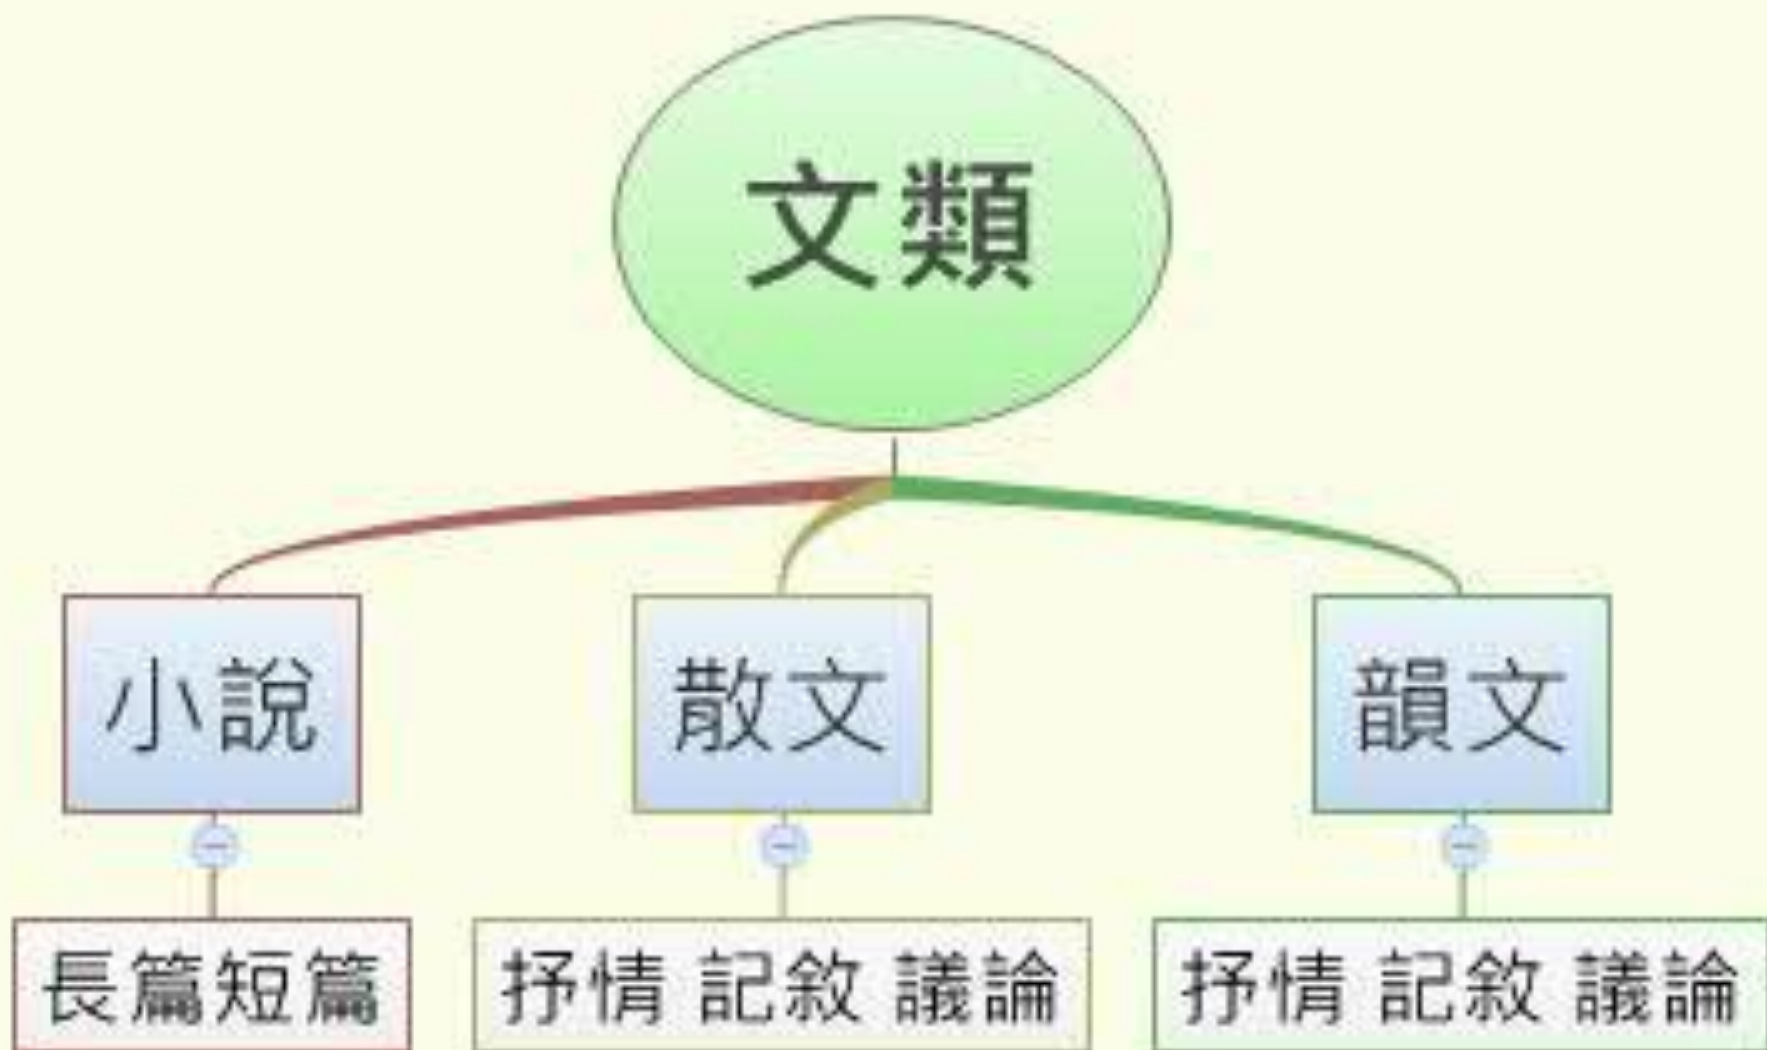 文類
小說
散文
韻文
長篇短篇
抒情 記敘 議論
抒情 記敘 議論